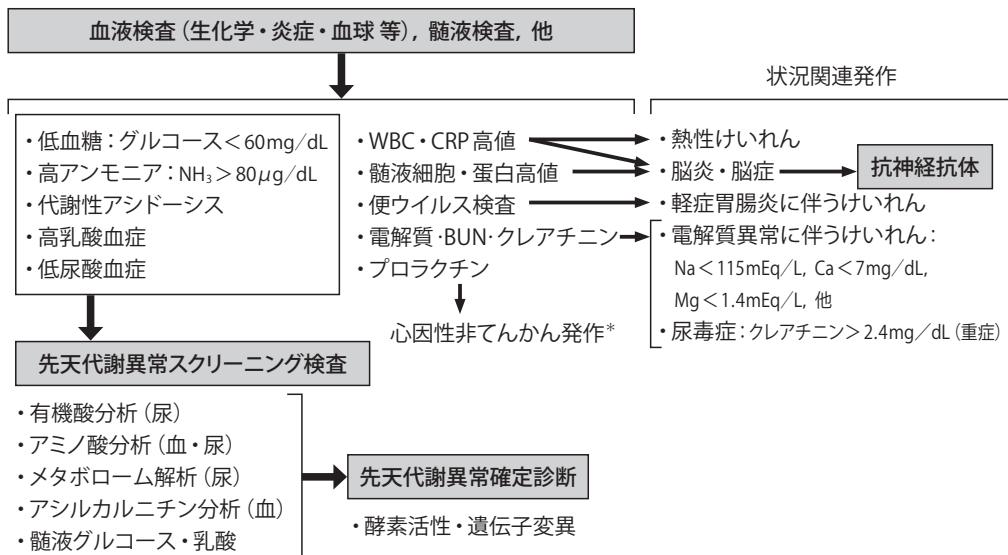 血液検査（生化学・炎症・血球 等），髄液検査，他
状況関連発作
・低血糖：グルコース＜60mg/dL
・高アンモニア：NH₃＞80μg/dL
・代謝性アシドーシス
・高乳酸血症
・低尿酸血症
・WBC・CRP 高値
・髄液細胞・蛋白高値
・便ウイルス検査
・電解質・BUN・クレアチニン
・プロラクチン
心因性非てんかん発作*
・熱性けいれん
・脳炎・脳症
抗神経抗体
・軽症胃腸炎に伴うけいれん
・電解質異常に伴うけいれん：
Na＜115mEq/L, Ca＜7mg/dL,
Mg＜1.4mEq/L, 他
・尿毒症：クレアチニン＞2.4mg/dL（重症）
先天代謝異常スクリーニング検査
・有機酸分析（尿）
・アミノ酸分析（血・尿）
・メタボローム解析（尿）
・アシルカルニチン分析（血）
・髄液グルコース・乳酸
先天代謝異常確定診断
・酵素活性・遺伝子変異